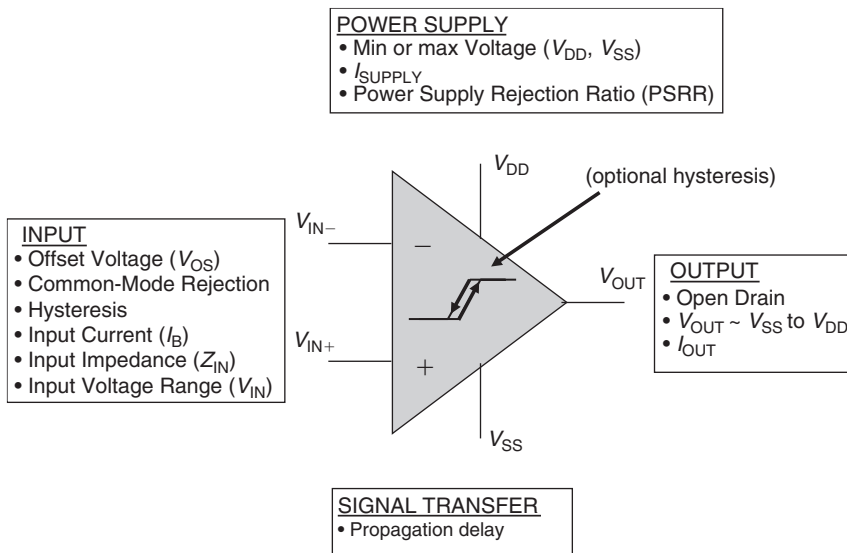 POWER SUPPLY
• Min or max Voltage (VDD, VSS)
• ISUPPLY
• Power Supply Rejection Ratio (PSRR)
VDD
(optional hysteresis)
INPUT
• Offset Voltage (VOS)
• Common-Mode Rejection
• Hysteresis
• Input Current (IB)
• Input Impedance (ZIN)
• Input Voltage Range (VIN)
VIN−
−
VIN+
+
VOUT
OUTPUT
• Open Drain
• VOUT ~ VSS to VDD
• IOUT
VSS
SIGNAL TRANSFER
• Propagation delay